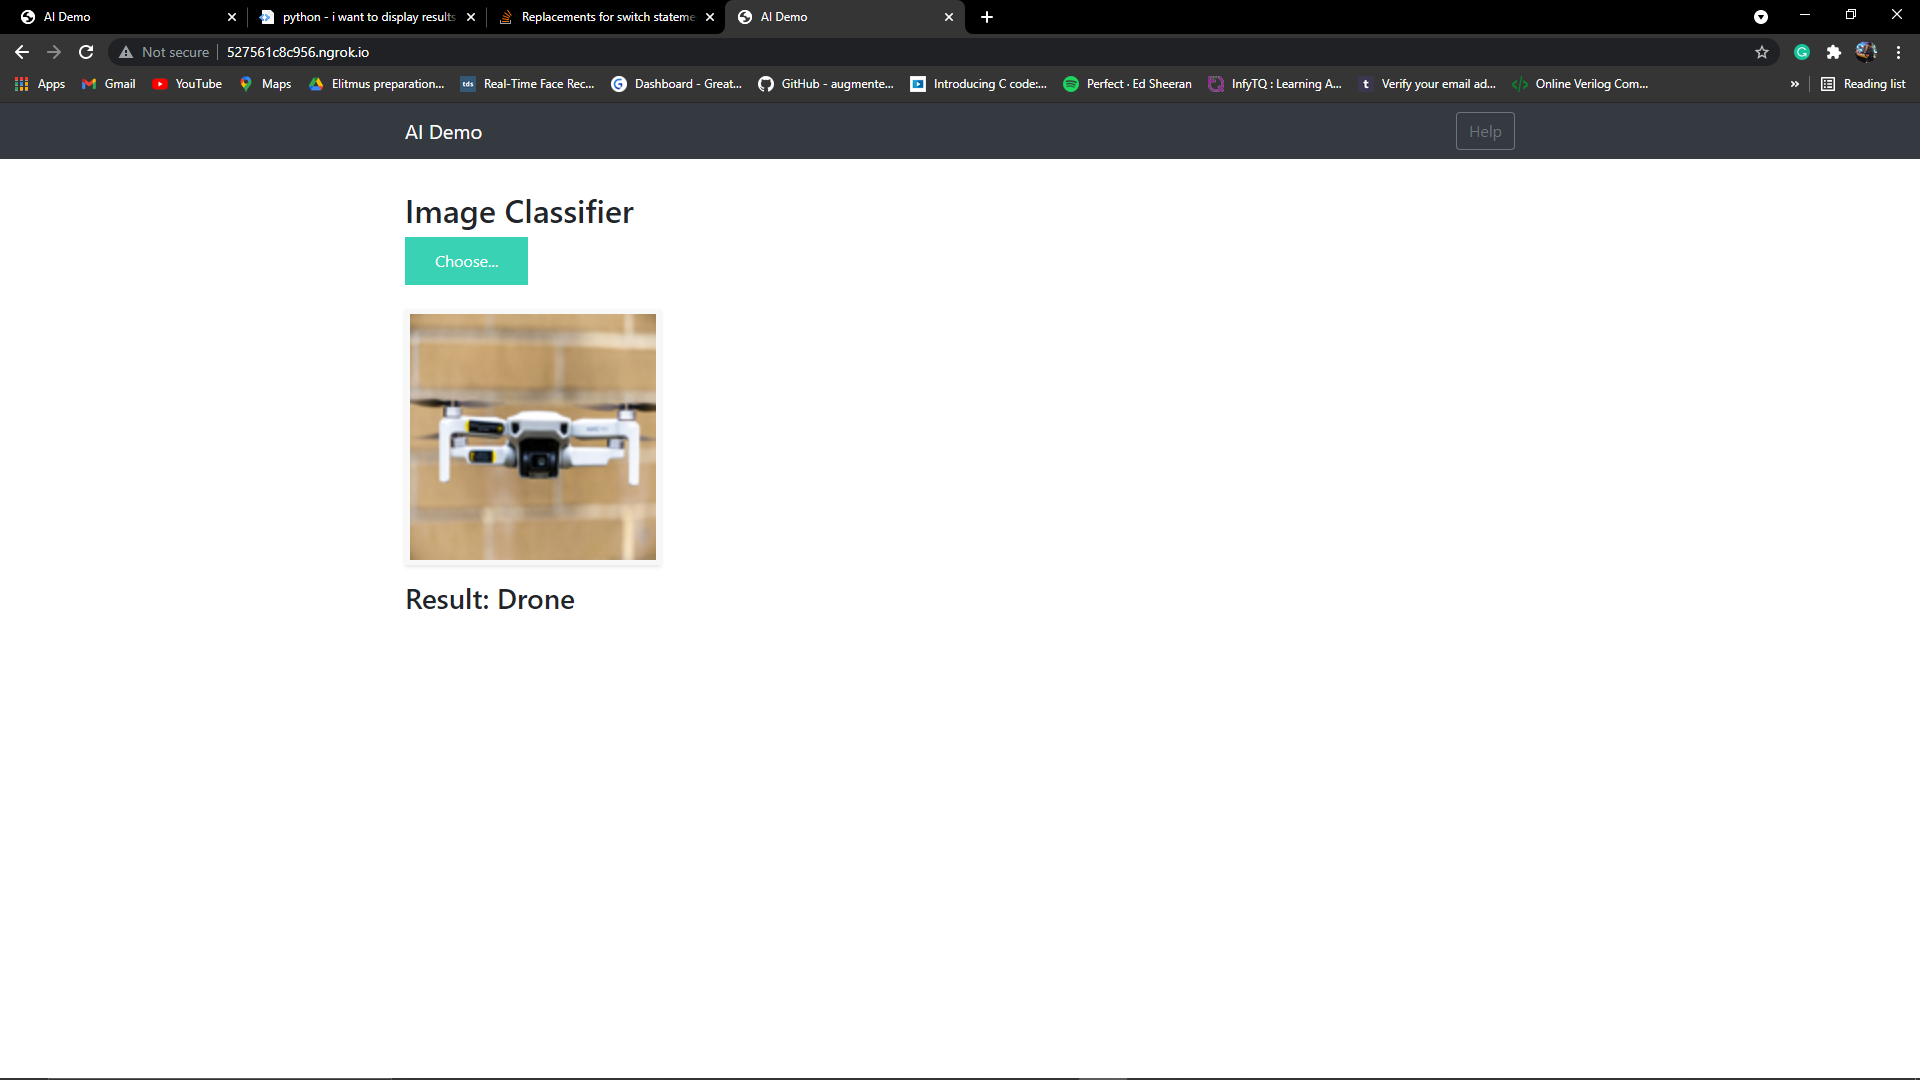 AI Demo
python - i want to display results
Replacements for switch stateme
AI Demo
Not secure
527561c8c956.ngrok.io
Apps
Gmail
YouTube
Maps
Elitmus preparation...
tds
Real-Time Face Rec...
Dashboard - Great...
GitHub - augmente...
Introducing C code:...
Perfect · Ed Sheeran
InfyTQ : Learning A...
t
Verify your email ad...
Online Verilog Com...
»
Reading list
AI Demo
Help
Image Classifier
Choose...
Result: Drone